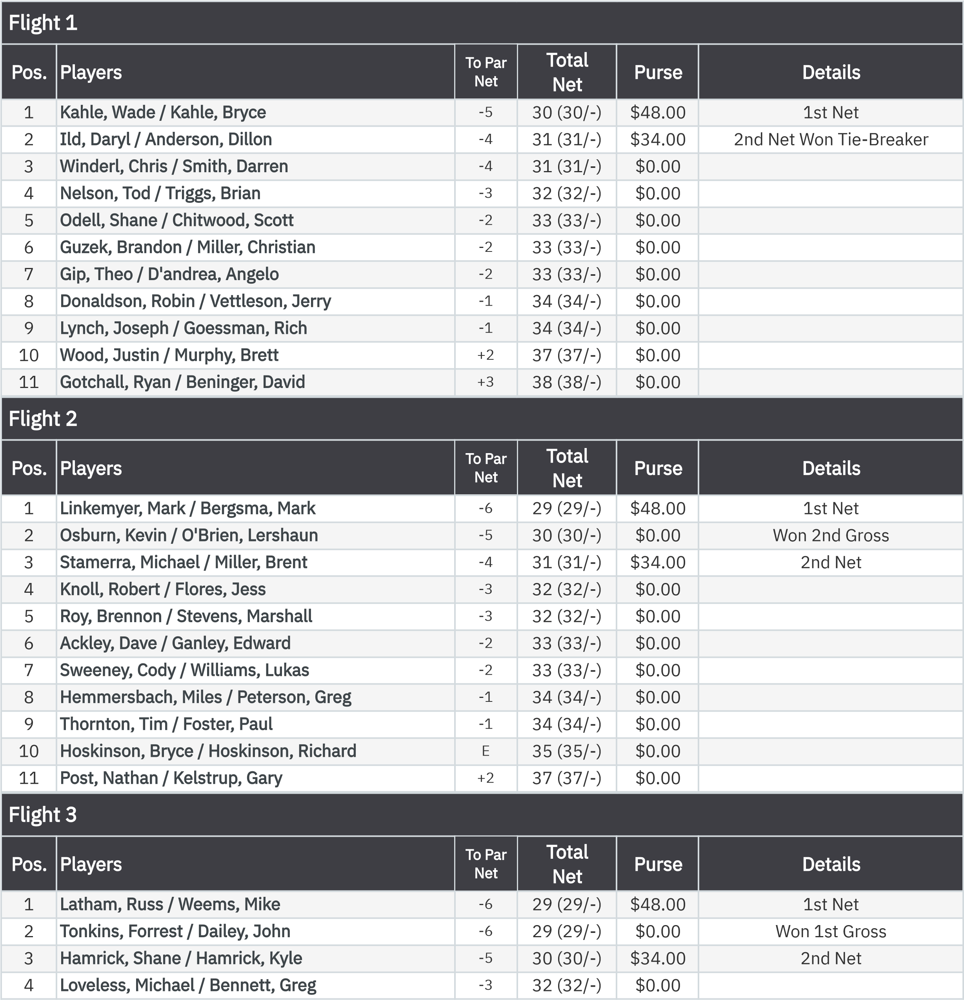 Flight 1
Pos. Players To Par Net Total Net Purse Details
1 Kahle, Wade / Kahle, Bryce -5 30 (30/-) $48.00 1st Net
2 Ild, Daryl / Anderson, Dillon -4 31 (31/-) $34.00 2nd Net Won Tie-Breaker
3 Winderl, Chris / Smith, Darren -4 31 (31/-) $0.00
4 Nelson, Tod / Triggs, Brian -3 32 (32/-) $0.00
5 Odell, Shane / Chitwood, Scott -2 33 (33/-) $0.00
6 Guzek, Brandon / Miller, Christian -2 33 (33/-) $0.00
7 Gip, Theo / D'andrea, Angelo -2 33 (33/-) $0.00
8 Donaldson, Robin / Vettleson, Jerry -1 34 (34/-) $0.00
9 Lynch, Joseph / Goessman, Rich -1 34 (34/-) $0.00
10 Wood, Justin / Murphy, Brett +2 37 (37/-) $0.00
11 Gotchall, Ryan / Beninger, David +3 38 (38/-) $0.00
Flight 2
Pos. Players To Par Net Total Net Purse Details
1 Linkemyer, Mark / Bergsma, Mark -6 29 (29/-) $48.00 1st Net
2 Osburn, Kevin / O'Brien, Lershaun -5 30 (30/-) $0.00 Won 2nd Gross
3 Stamerra, Michael / Miller, Brent -4 31 (31/-) $34.00 2nd Net
4 Knoll, Robert / Flores, Jess -3 32 (32/-) $0.00
5 Roy, Brennon / Stevens, Marshall -3 32 (32/-) $0.00
6 Ackley, Dave / Ganley, Edward -2 33 (33/-) $0.00
7 Sweeney, Cody / Williams, Lukas -2 33 (33/-) $0.00
8 Hemmersbach, Miles / Peterson, Greg -1 34 (34/-) $0.00
9 Thornton, Tim / Foster, Paul -1 34 (34/-) $0.00
10 Hoskinson, Bryce / Hoskinson, Richard E 35 (35/-) $0.00
11 Post, Nathan / Kelstrup, Gary +2 37 (37/-) $0.00
Flight 3
Pos. Players To Par Net Total Net Purse Details
1 Latham, Russ / Weems, Mike -6 29 (29/-) $48.00 1st Net
2 Tonkins, Forrest / Dailey, John -6 29 (29/-) $0.00 Won 1st Gross
3 Hamrick, Shane / Hamrick, Kyle -5 30 (30/-) $34.00 2nd Net
4 Loveless, Michael / Bennett, Greg -3 32 (32/-) $0.00